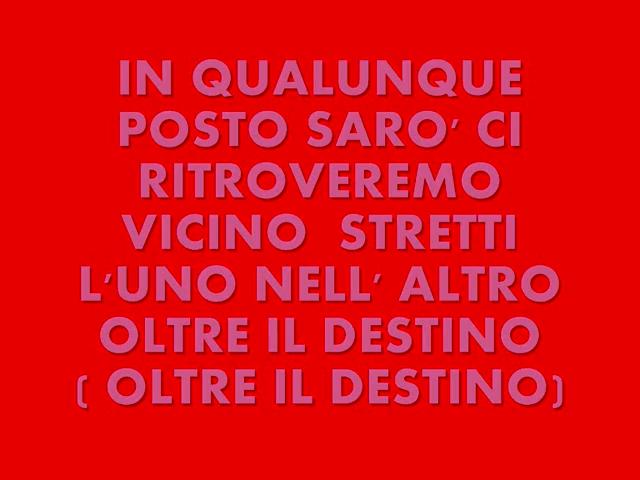 IN QUALUNQUE
POSTO SARO' CI
RITROVEREMO
VICINO  STRETTI
L'UNO NELL' ALTRO
OLTRE IL DESTINO
( OLTRE IL DESTINO)